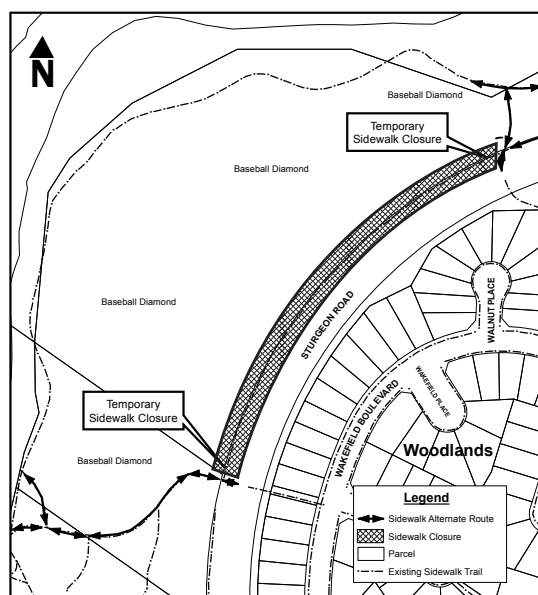 N
Baseball Diamond
Temporary
Sidewalk Closure
Baseball Diamond
Baseball Diamond
STURGEON ROAD
WALNUT PLACE
WAKEFIELD PLACE
WAKEFIELD BOULEVARD
Temporary
Sidewalk Closure
Woodlands
Baseball Diamond
Legend
Sidewalk Alternate Route
Sidewalk Closure
Parcel
Existing Sidewalk Trail